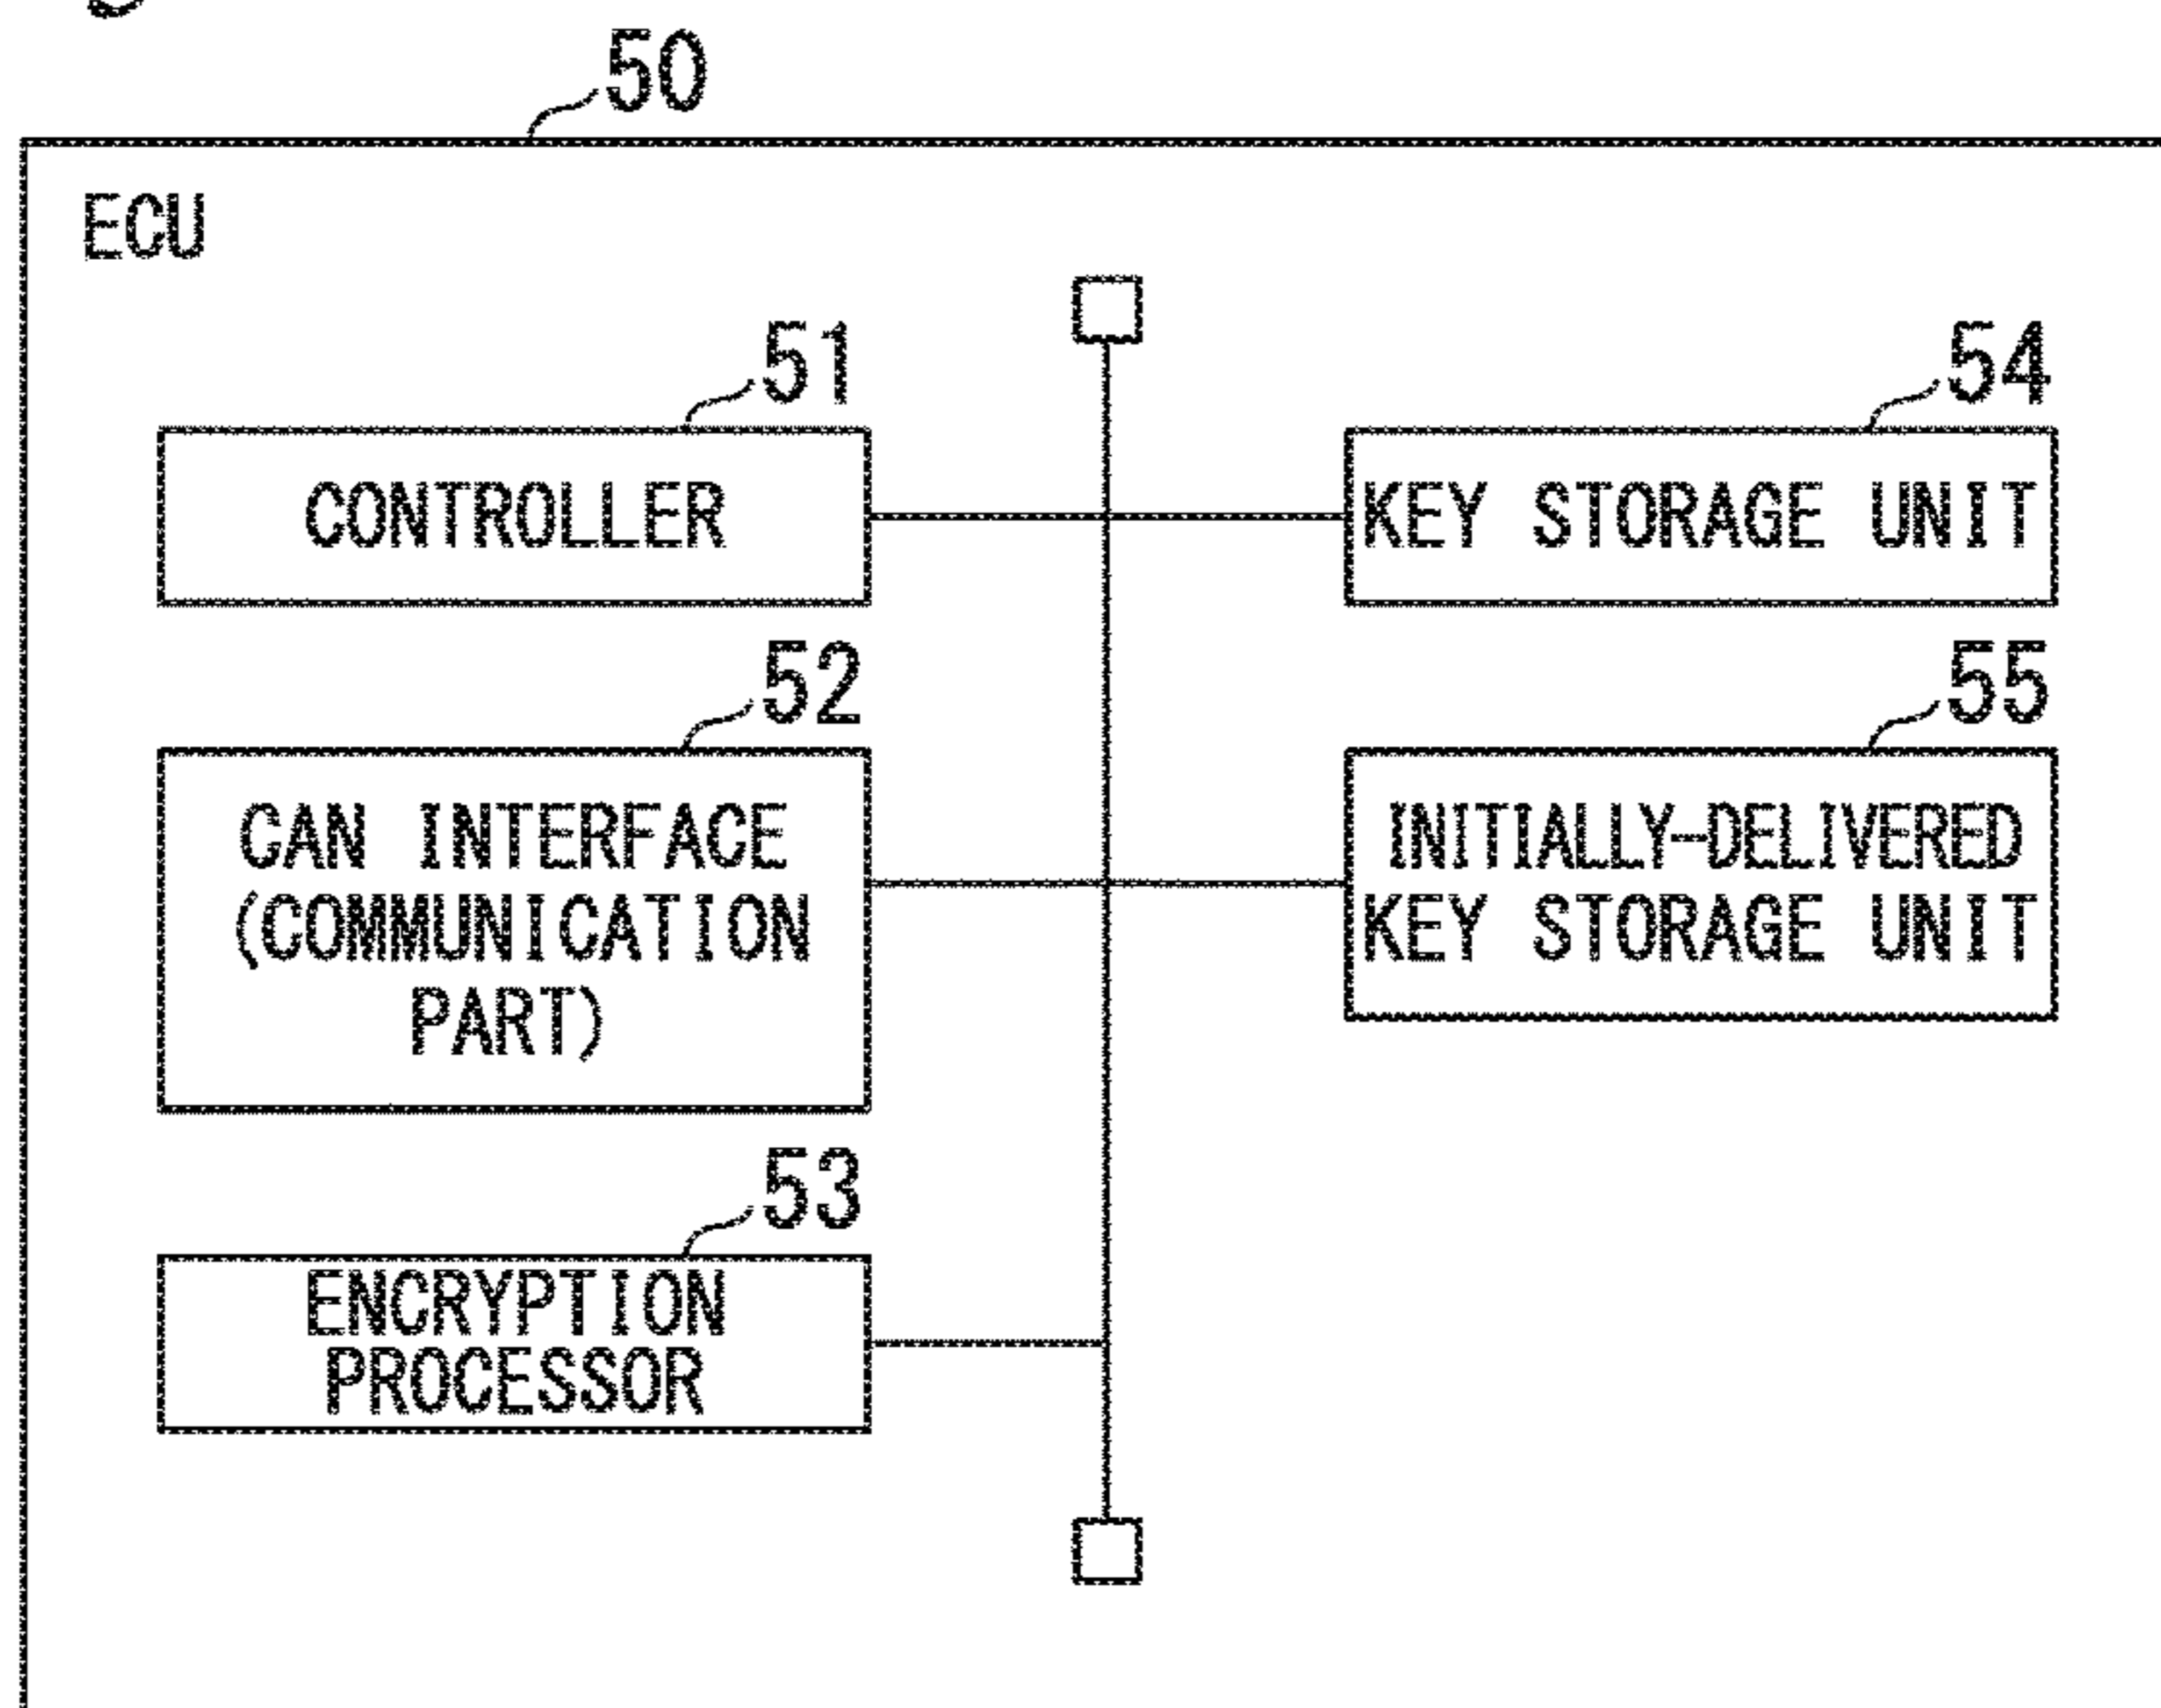 50
ECU
51
CONTROLLER
54
KEY STORAGE UNIT
52
CAN INTERFACE
(COMMUNICATION
PART)
55
INITIALLY-DELIVERED
KEY STORAGE UNIT
53
ENCRYPTION
PROCESSOR